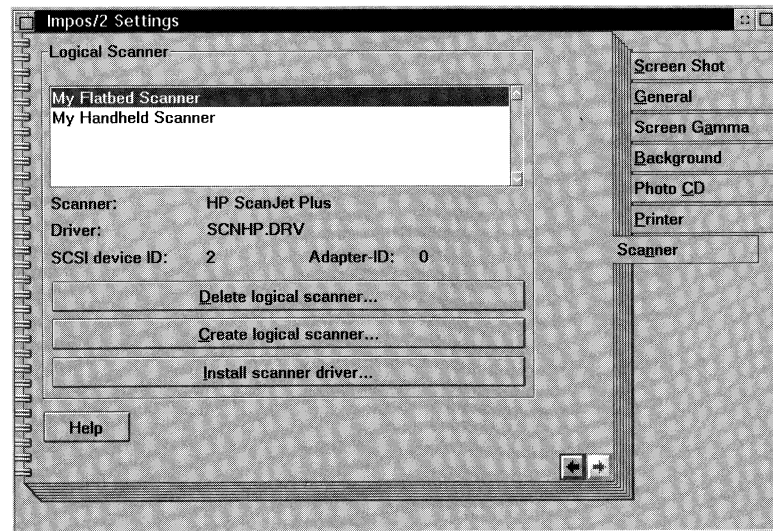 Impos/2 Settings
Logical Scanner
My Flatbed Scanner
My Handheld Scanner
Scanner: HP ScanJet Plus
Driver: SCNHP.DRV
SCSI device ID: 2 Adapter-ID: 0
Delete logical scanner...
Create logical scanner...
Install scanner driver...
Help
Screen Shot
General
Screen Gamma
Background
Photo CD
Printer
Scanner